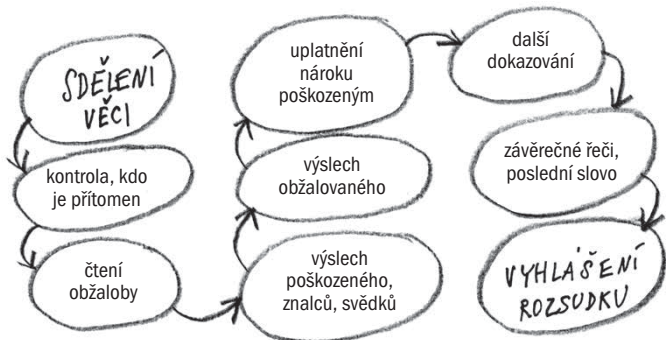 SDĚLENÍ
VĚCI
kontrola, kdo
je přítomen
čtení
obžaloby
výslech
poškozeného,
znalců, svědků
výslech
obžalovaného
uplatnění
nároku
poškozeným
další
dokazování
závěrečné řeči,
poslední slovo
VYHLÁŠENÍ
ROZSUDKU